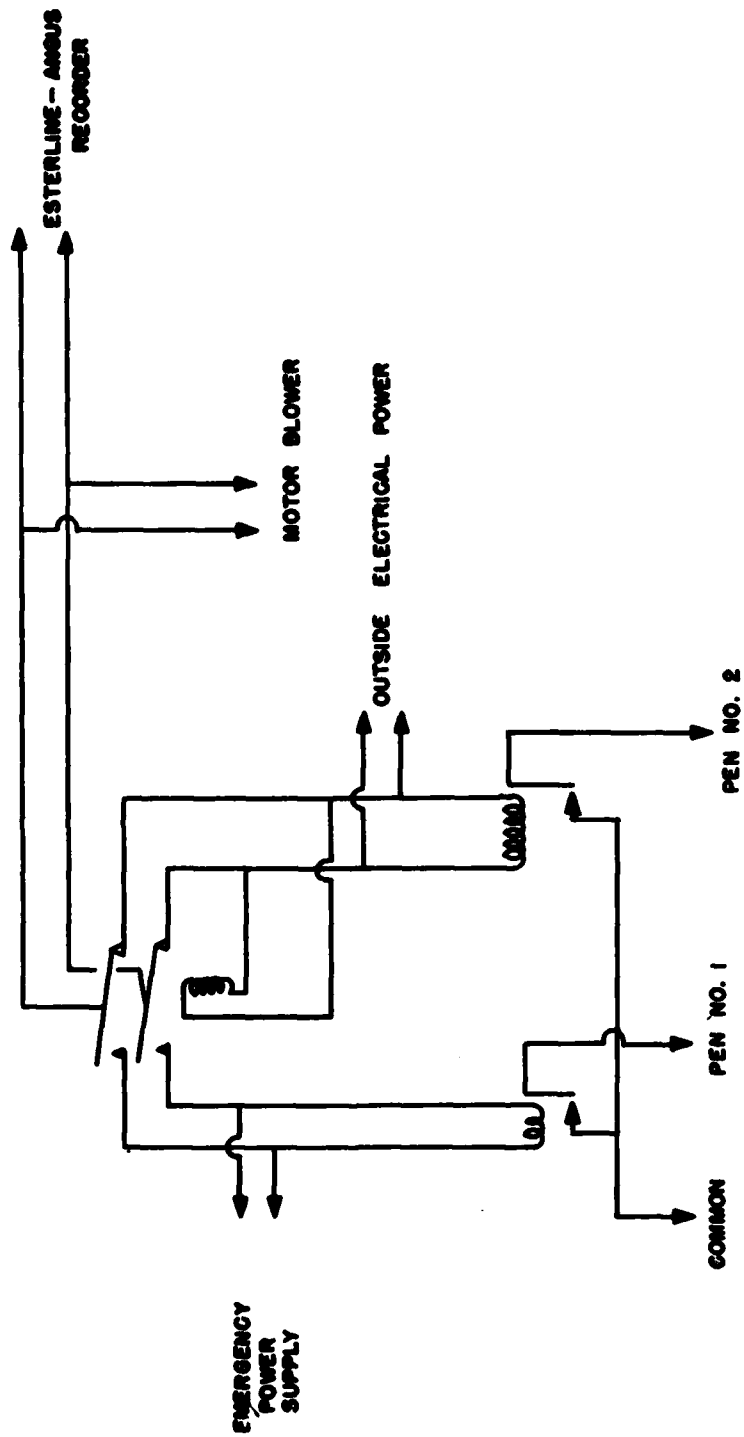 ESTERLINE-ANGUS
RECORDER
MOTOR BLOWER
OUTSIDE ELECTRICAL POWER
EMERGENCY
POWER
SUPPLY
COMMON
PEN NO. 1
PEN NO. 2